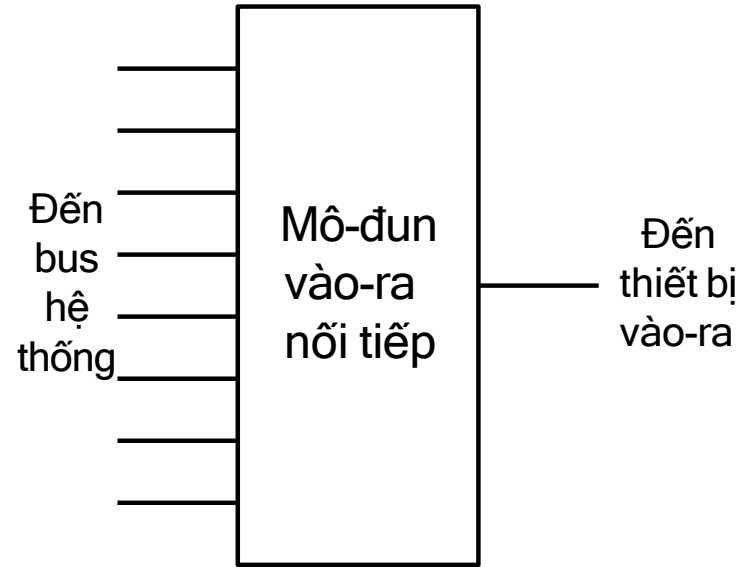 Đến
bus
hệ
thống
Mô-đun
vào-ra
nối tiếp
Đến
thiết bị
vào-ra